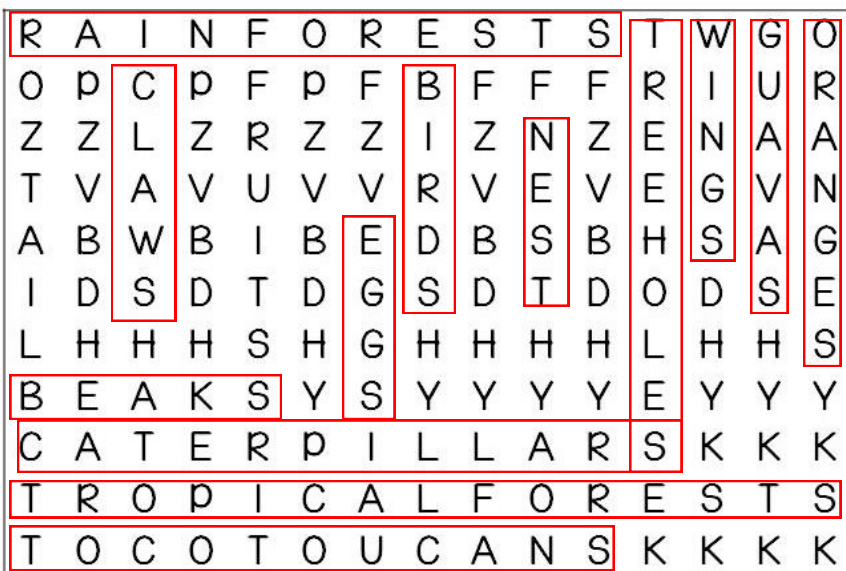 R A I N F O R E S T S T W G O
O P C P F P F B F F F R I U R
Z Z L Z R Z Z I Z N Z E N A A
T V A V U V V R V E V E G V N
A B W B I B E D B S B H S A G
I D S D T D G S D T D O D S E
L H H H S H G H H H H L H H S
B E A K S Y S Y Y Y Y E Y Y Y
C A T E R P I L L A R S K K K
T R O P I C A L F O R E S T S
T O C O T O U C A N S K K K K